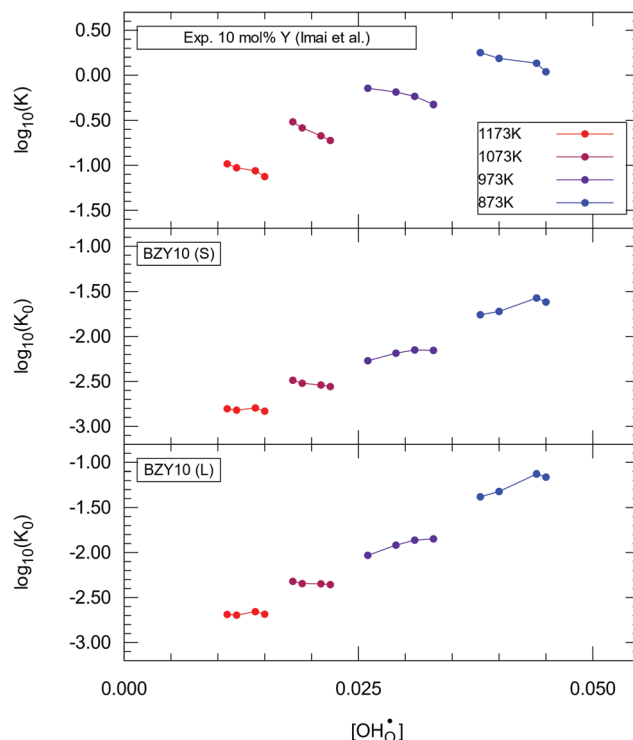 0.50
Exp. 10 mol% Y (Imai et al.)
0.00
log10(K)
-0.50
1173K
1073K
-1.00
973K
873K
-1.50
-1.00
BZY10 (S)
-1.50
log10(K0)
-2.00
-2.50
-3.00
-1.00
BZY10 (L)
-1.50
log10(K0)
-2.00
-2.50
-3.00
0.000 0.025 0.050
[OH•O]